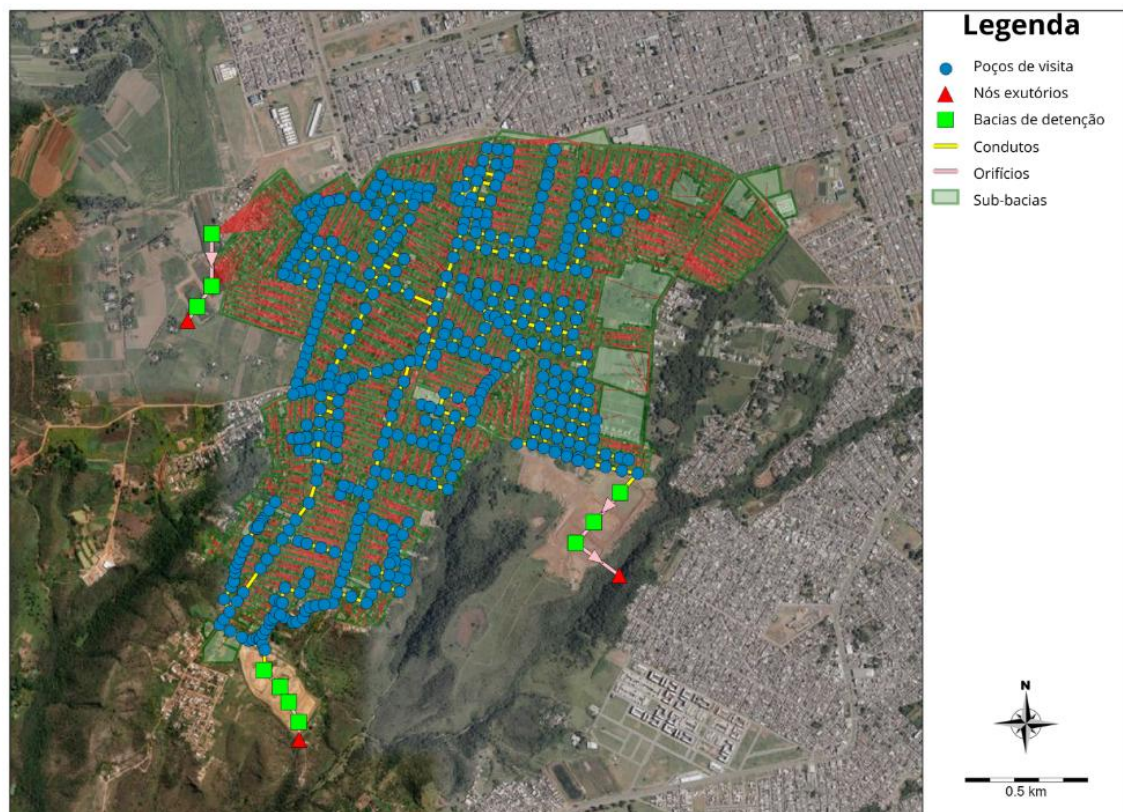 Legenda
Poços de visita
Nós exutórios
Bacias de detenção
Condutos
Orifícios
Sub-bacias
N
0.5 km